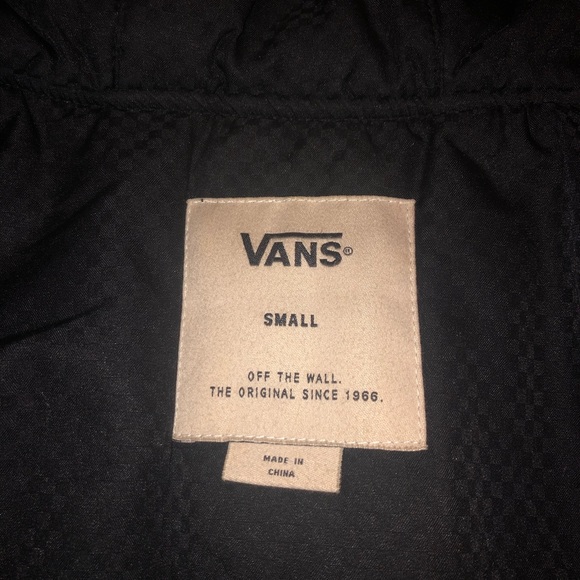 VANS®
SMALL
OFF THE WALL.
THE ORIGINAL SINCE 1966.
MADE IN
CHINA